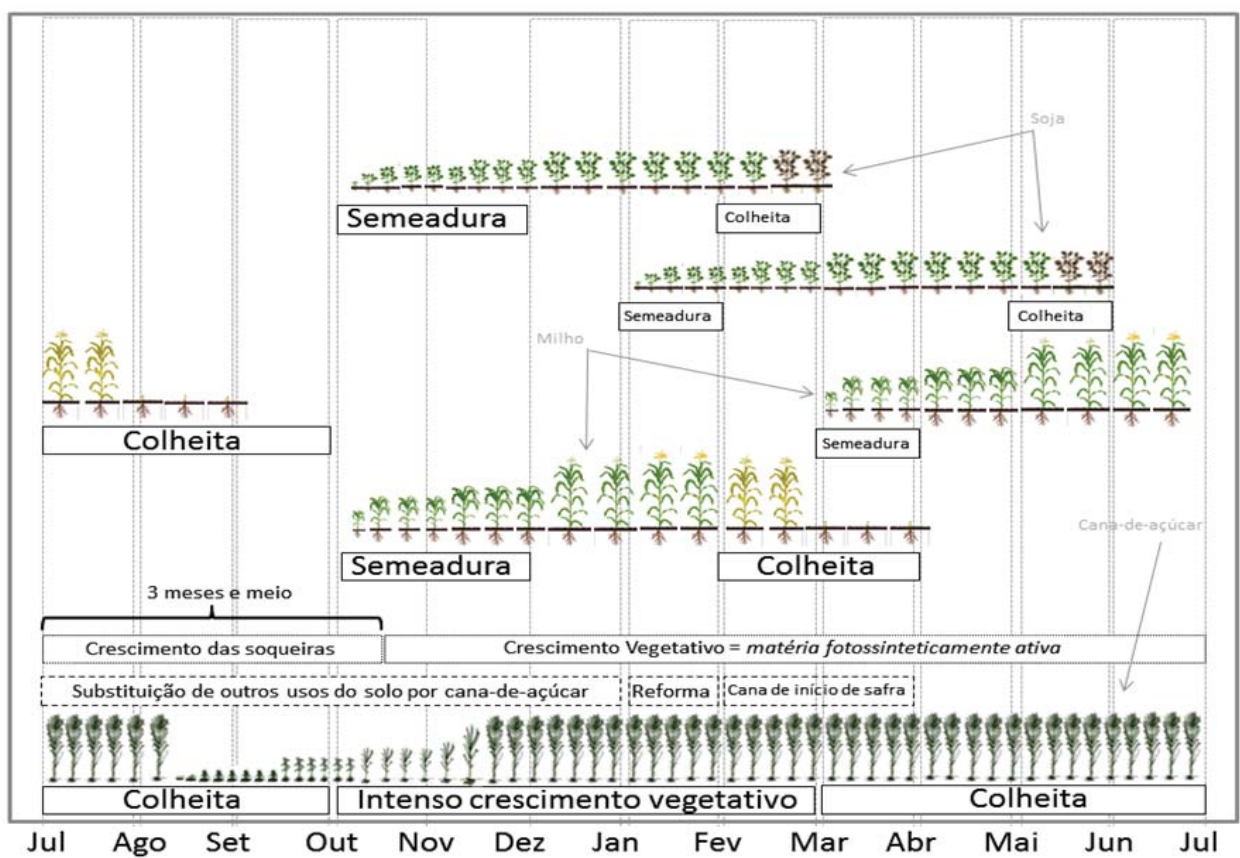 Soja
Semeadura
Colheita
Semeadura
Colheita
Milho
Colheita
Semeadura
Semeadura
Colheita
Cana-de-açúcar
3 meses e meio
Crescimento das soqueiras
Crescimento Vegetativo = matéria fotossinteticamente ativa
Substituição de outros usos do solo por cana-de-açúcar
Reforma
Cana de início de safra
Colheita
Intenso crescimento vegetativo
Colheita
Jul Ago Set Out Nov Dez Jan Fev Mar Abr Mai Jun Jul